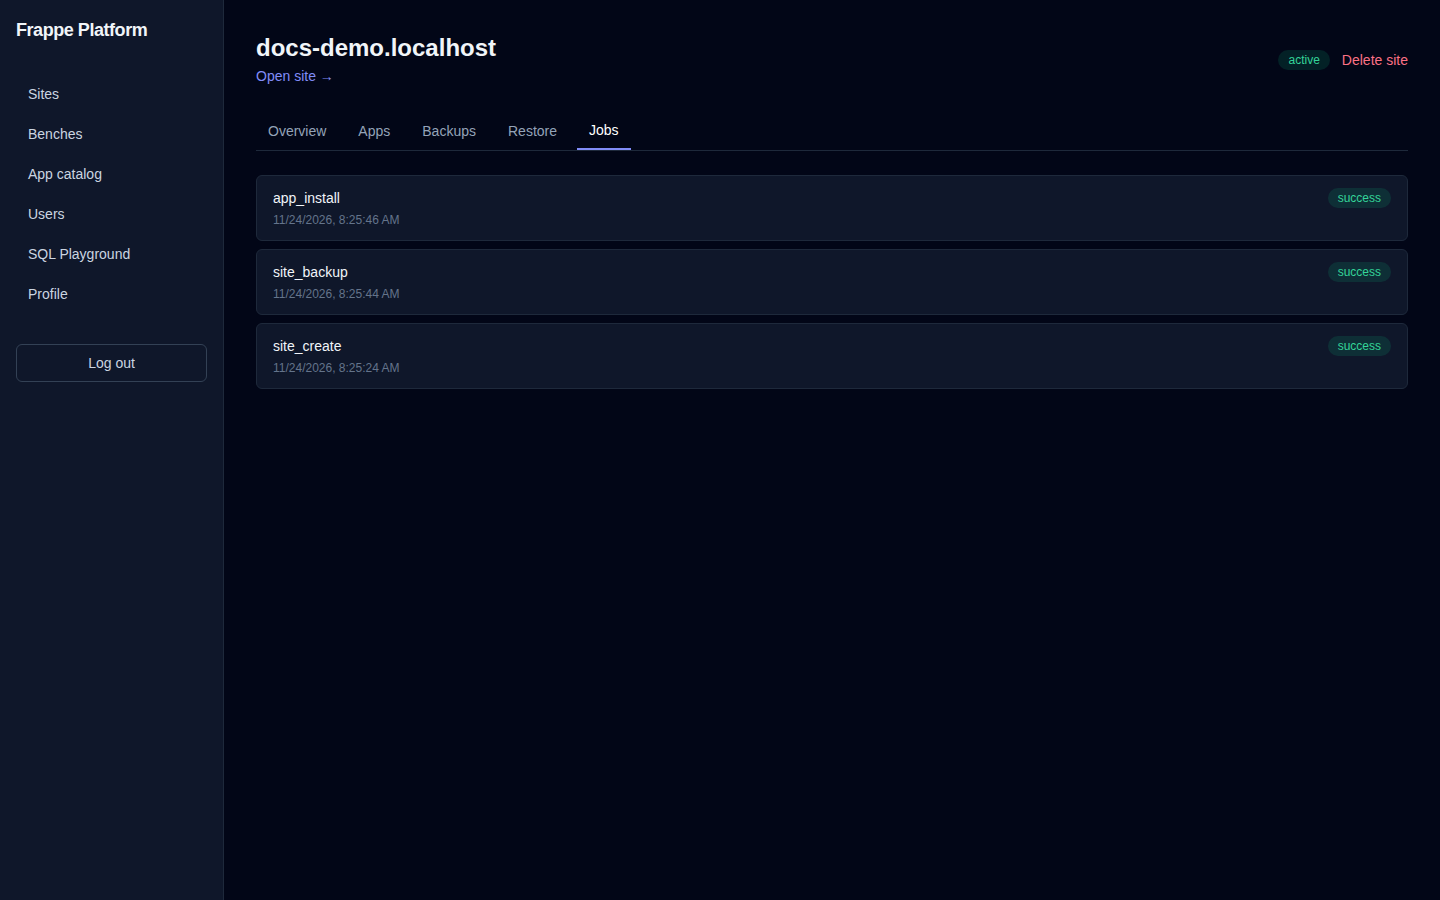 Frappe Platform
Sites
Benches
App catalog
Users
SQL Playground
Profile
Log out
docs-demo.localhost
Open site →
active
Delete site
Overview
Apps
Backups
Restore
Jobs
app_install
success
11/24/2026, 8:25:46 AM
site_backup
success
11/24/2026, 8:25:44 AM
site_create
success
11/24/2026, 8:25:24 AM